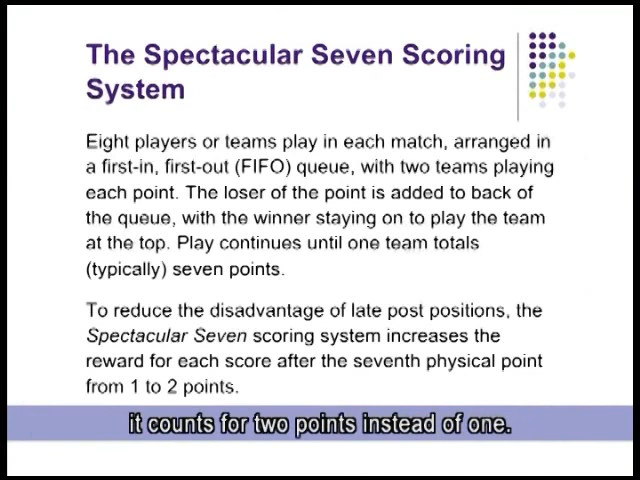 The Spectacular Seven Scoring
System
Eight players or teams play in each match, arranged in
a first-in, first-out (FIFO) queue, with two teams playing
each point. The loser of the point is added to back of
the queue, with the winner staying on to play the team
at the top. Play continues until one team totals
(typically) seven points.
To reduce the disadvantage of late post positions, the
Spectacular Seven scoring system increases the
reward for each score after the seventh physical point
from 1 to 2 points.
it counts for two points instead of one.